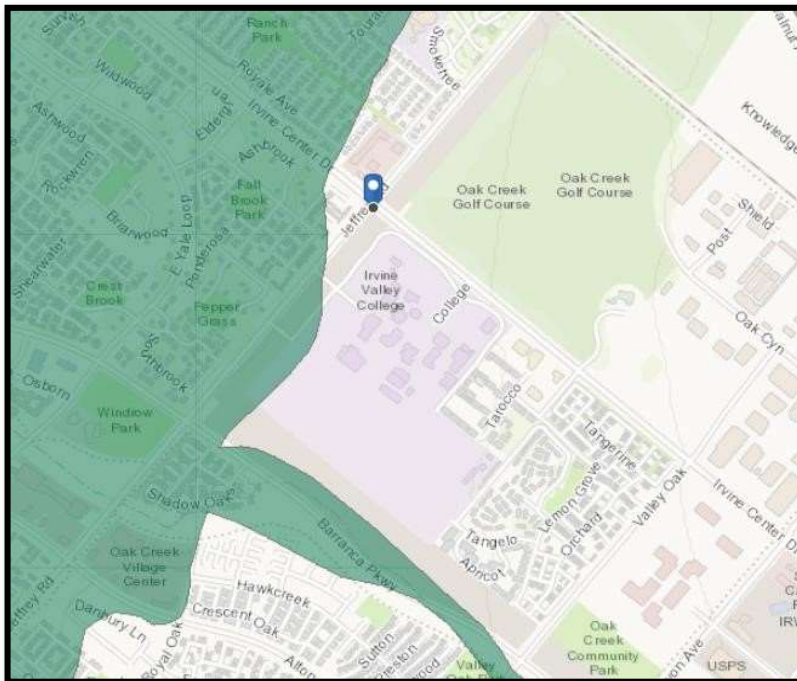 Ranch
Park
Smoketree
Wildwood
Royale Ave
Irvine Center Dr
Ashwood
Ashbrook
Rockwren
Fall
Brook
Park
Briarwood
E Yale Loop
Ponderosa
Shearwater
Crest
Brook
Pepper
Grass
Southbrook
Osborn
Windrow
Park
Shadow Oaks
Oak Creek
Village
Center
Jeffrey Rd
Danbury Ln
Royal Oak
Hawkcreek
Crescent Oak
Alton
Sutton
Barranca Pkwy
Oak Creek
Golf Course
Oak Creek
Golf Course
Knowledge
Shield
Post
Oak Cyn
Irvine
Valley
College
College
Tarocco
Tangerine
Lemon Grove
Orchard
Valley Oak
Tangelo
Apricot
Irvine Center D
Oak
Creek
Community
Park
USPS